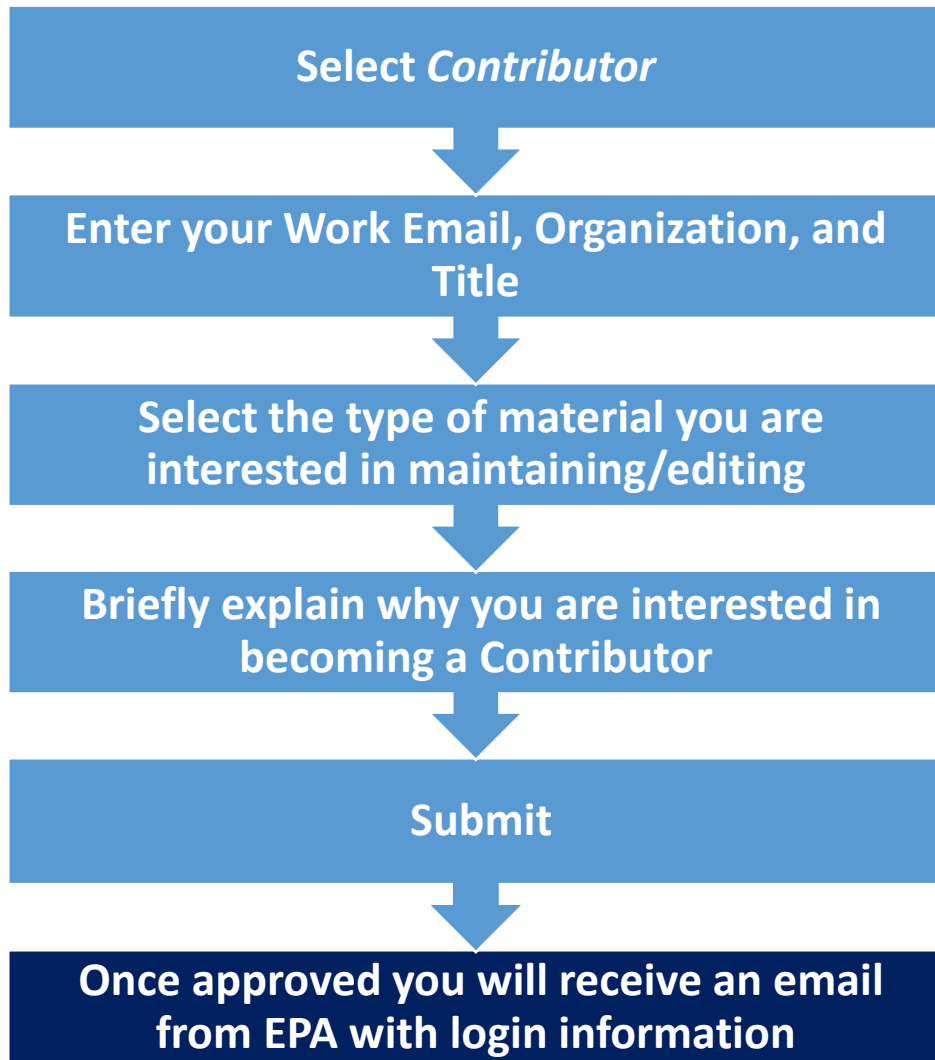 Select Contributor
Enter your Work Email, Organization, and
Title
Select the type of material you are
interested in maintaining/editing
Briefly explain why you are interested in
becoming a Contributor
Submit
Once approved you will receive an email
from EPA with login information